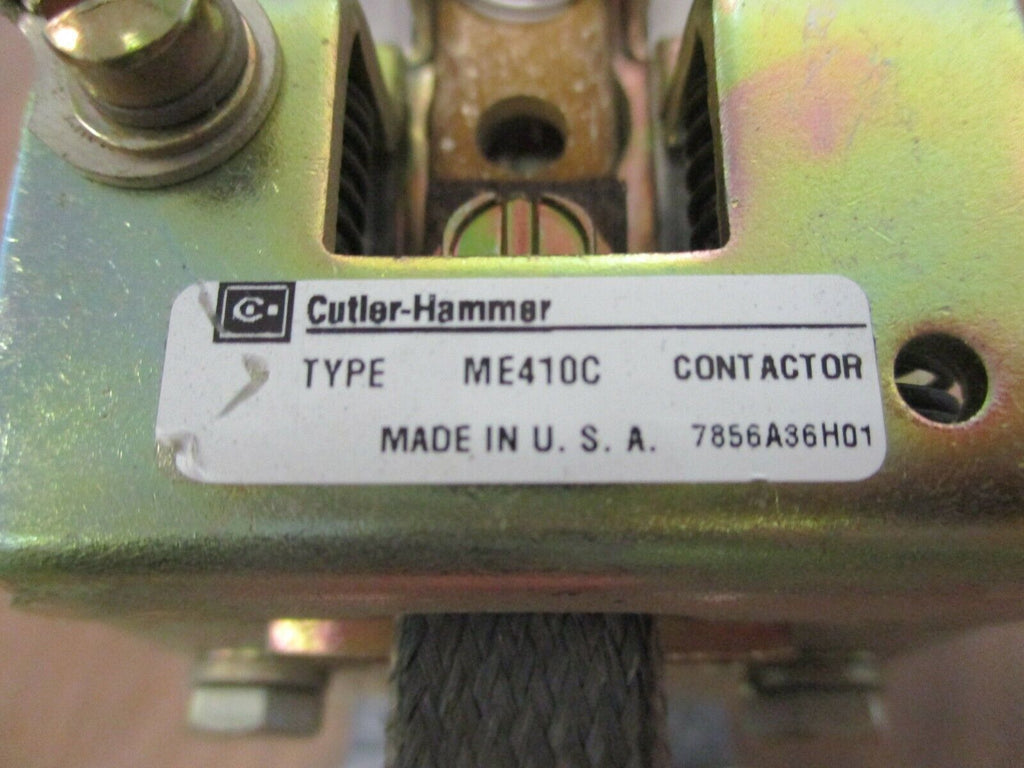 Cutler-Hammer
TYPE ME410C CONTACTOR
MADE IN U. S. A. 7856A36H01